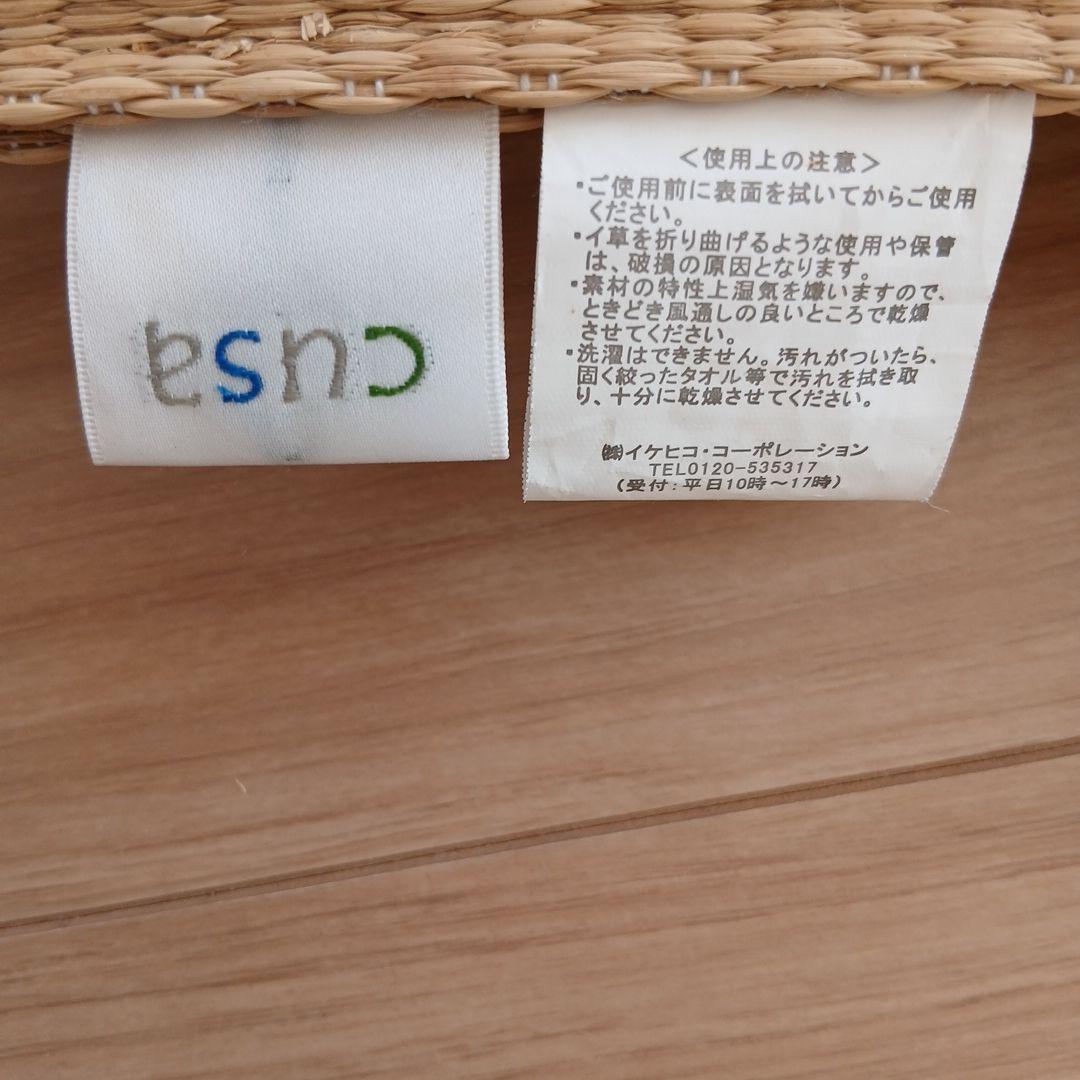 cusa
<使用上の注意>
・ご使用前に表面を拭いてからご使用
ください。
・イ草を折り曲げるような使用や保管
は、破損の原因となります。
・素材の特性上湿気を嫌いますので、
ときどき風通しの良いところで乾燥
させてください。
・洗濯はできません。汚れがついたら、
固く絞ったタオル等で汚れを拭き取
り、十分に乾燥させてください。
㈱イケヒコ・コーポレーション
TEL0120-535317
(受付:平日10時～17時)